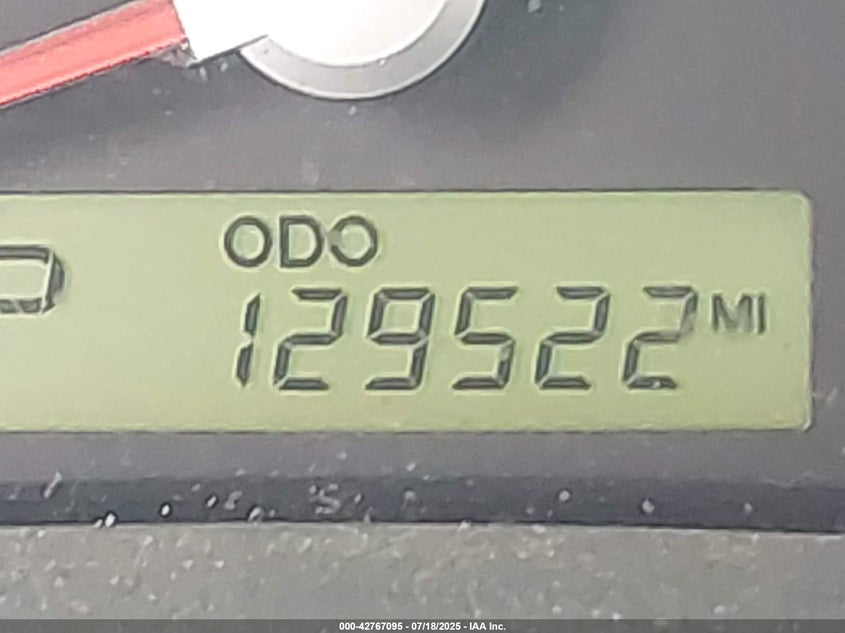 ODO
P
129522 MI
000-42767095 - 07/18/2025 - IAA Inc.